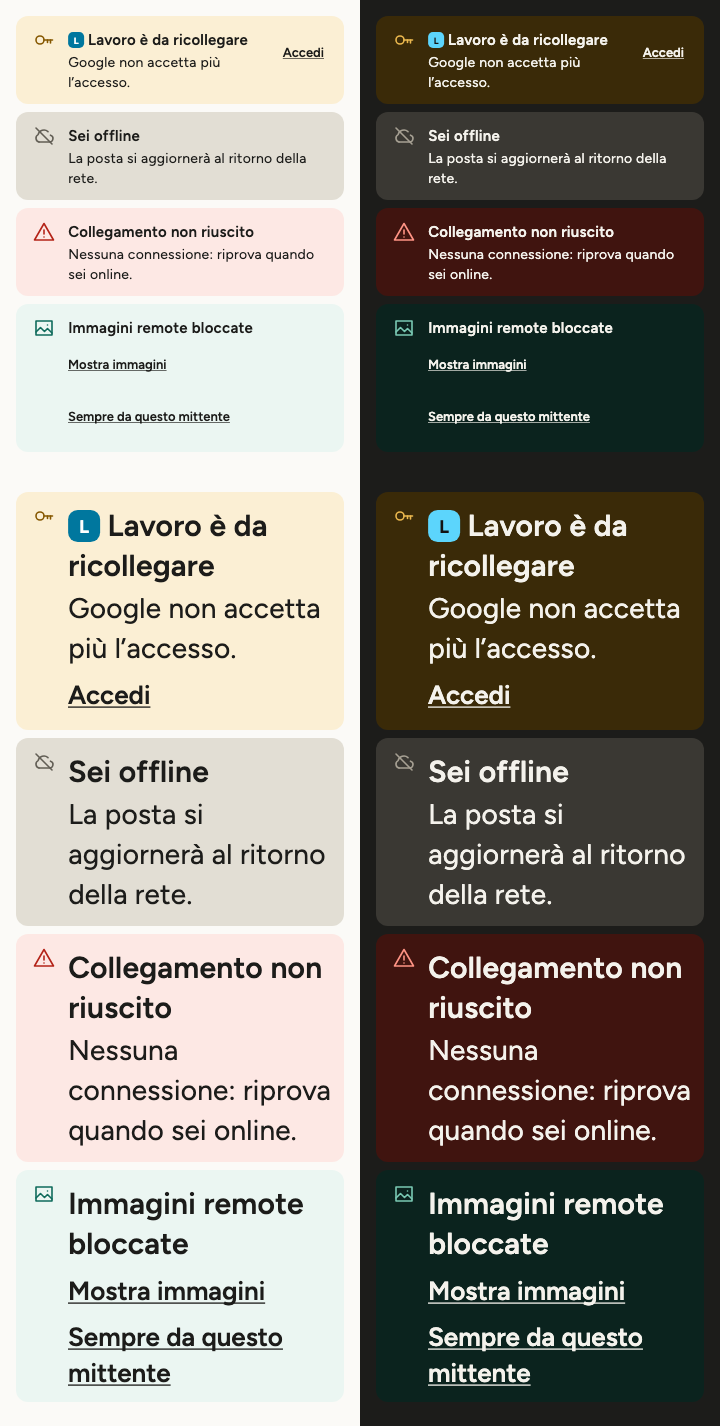 L Lavoro è da ricollegare
Google non accetta più
l’accesso.
Accedi
Sei offline
La posta si aggiornerà al ritorno della
rete.
Collegamento non riuscito
Nessuna connessione: riprova quando
sei online.
Immagini remote bloccate
Mostra immagini
Sempre da questo mittente
L Lavoro è da ricollegare
Google non accetta più
l’accesso.
Accedi
Sei offline
La posta si aggiornerà al ritorno della
rete.
Collegamento non riuscito
Nessuna connessione: riprova quando
sei online.
Immagini remote bloccate
Mostra immagini
Sempre da questo mittente
L Lavoro è da
ricollegare
Google non accetta
più l’accesso.
Accedi
Sei offline
La posta si
aggiornerà al ritorno
della rete.
Collegamento non
riuscito
Nessuna
connessione: riprova
quando sei online.
Immagini remote
bloccate
Mostra immagini
Sempre da questo
mittente
L Lavoro è da
ricollegare
Google non accetta
più l’accesso.
Accedi
Sei offline
La posta si
aggiornerà al ritorno
della rete.
Collegamento non
riuscito
Nessuna
connessione: riprova
quando sei online.
Immagini remote
bloccate
Mostra immagini
Sempre da questo
mittente